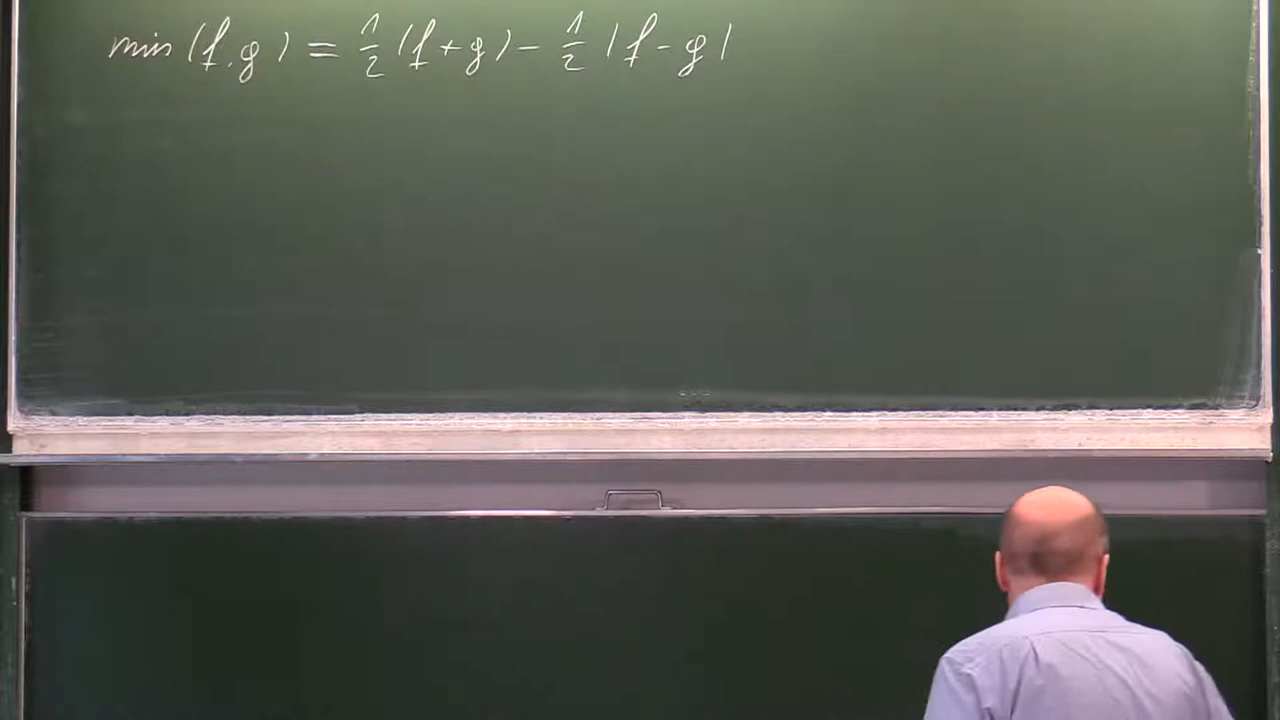 min(f,g) = 1/2 (f+g) - 1/2 |f-g|